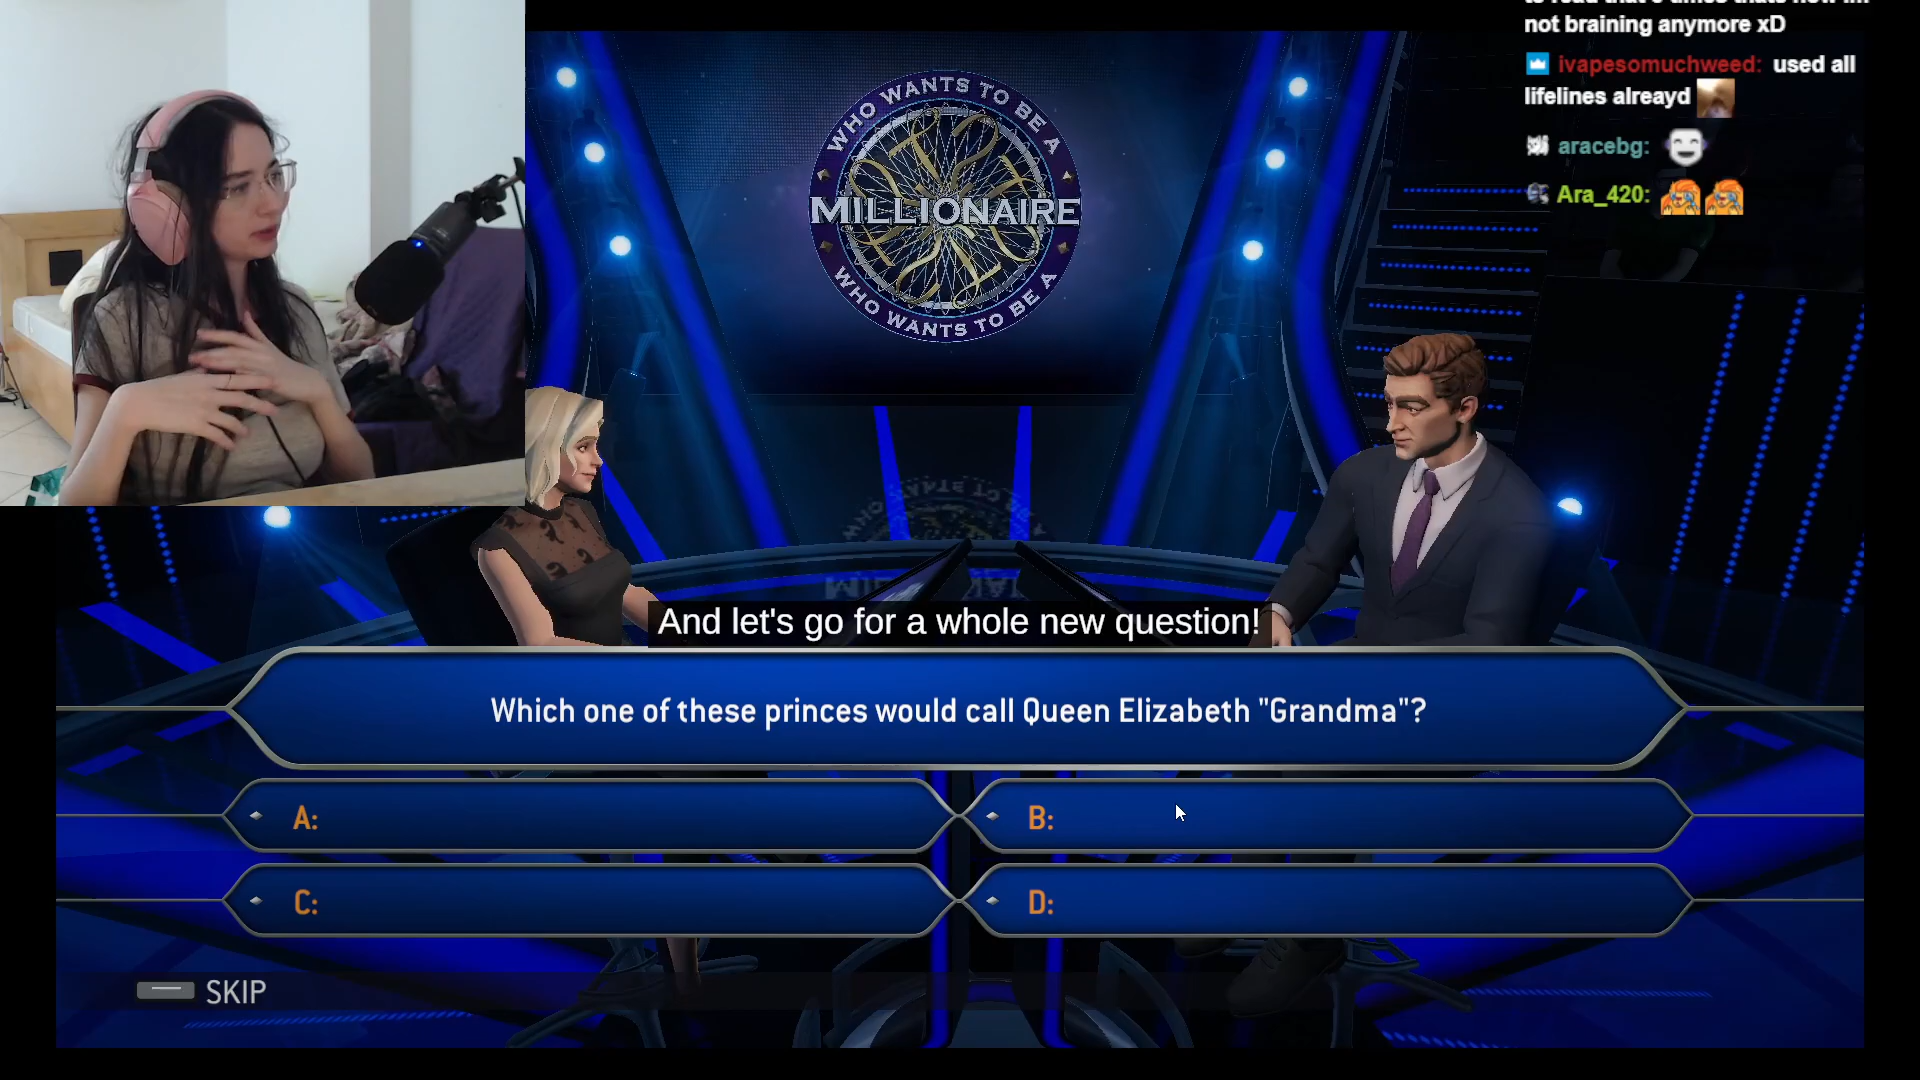 not braining anymore xD
ivapesomuchweed: used all
lifelines alreayd
aracebg:
Ara_420:
WHO WANTS TO BE A
MILLIONAIRE
WHO WANTS TO BE A
And let's go for a whole new question!
Which one of these princes would call Queen Elizabeth "Grandma"?
A:
B:
C:
D:
SKIP